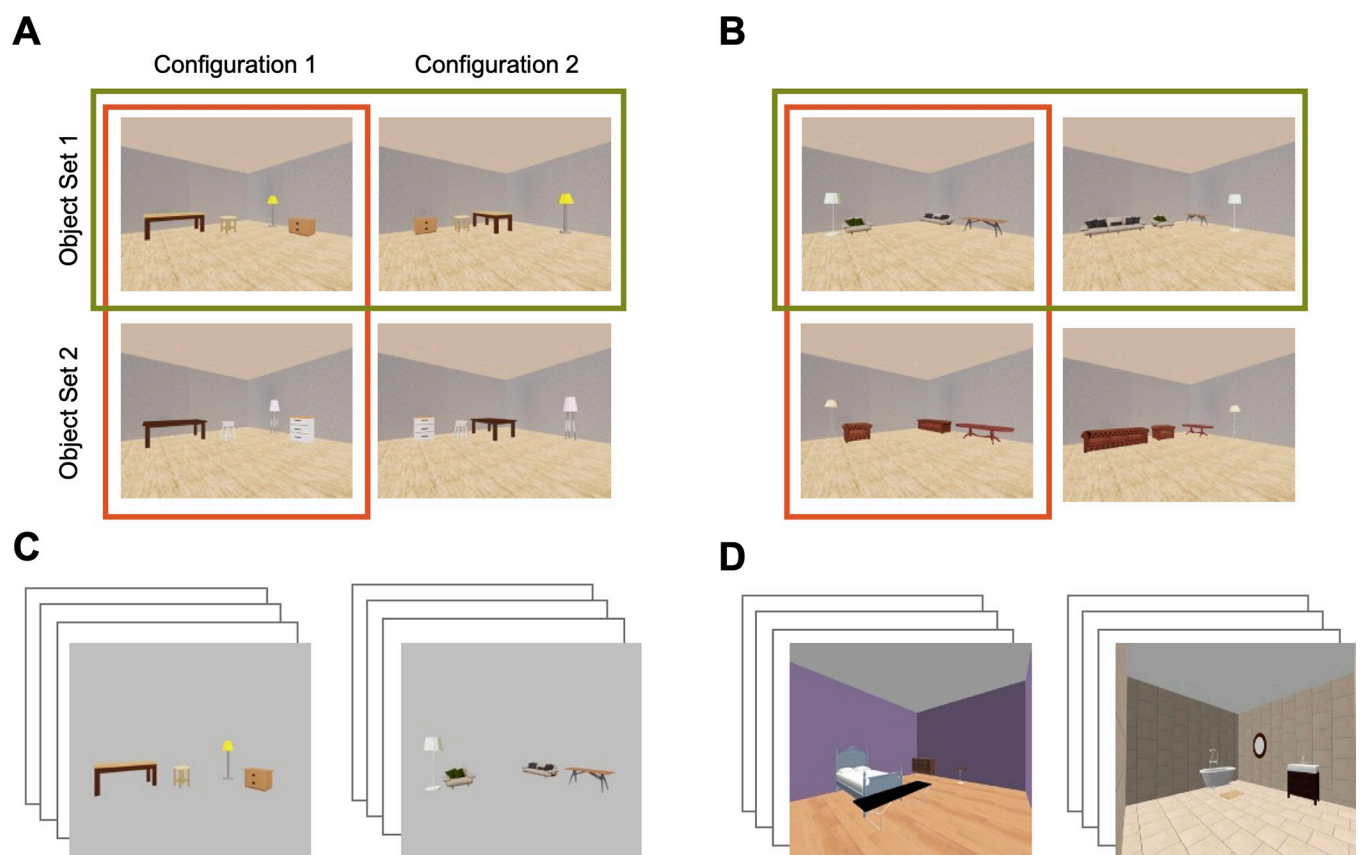 A
B
Configuration 1
Configuration 2
Object Set 1
Object Set 2
C
D